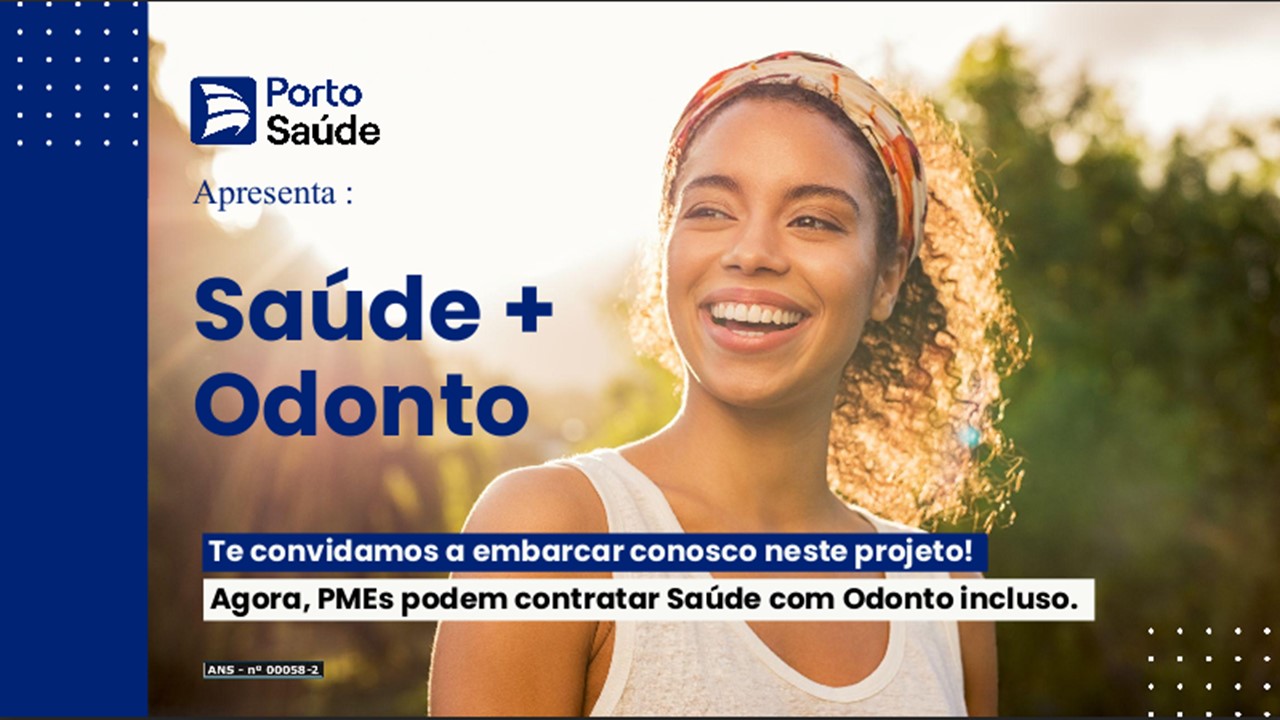 Porto
Saúde
Apresenta :
Saúde +
Odonto
Te convidamos a embarcar conosco neste projeto!
Agora, PMEs podem contratar Saúde com Odonto incluso.
ANS - nº 00058-2